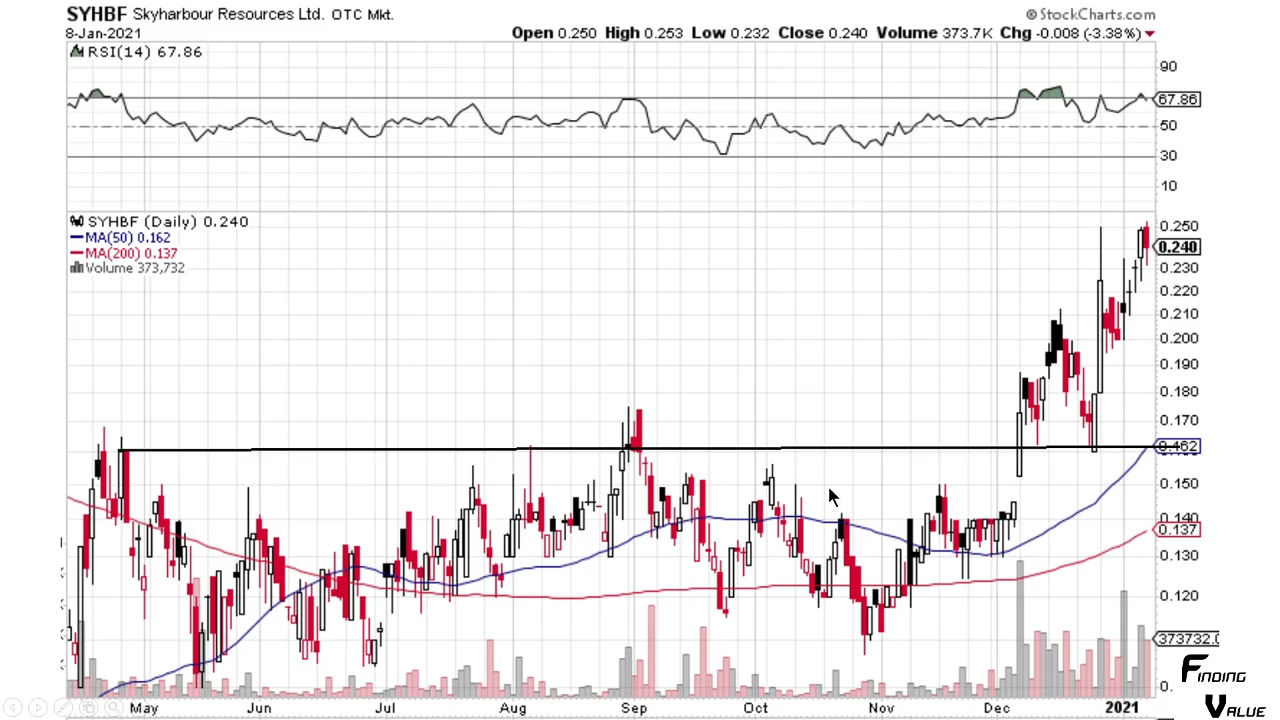 SYHBF Skyharbour Resources Ltd. OTC Mkt.
© StockCharts.com
8-Jan-2021
Open 0.250 High 0.253 Low 0.232 Close 0.240 Volume 373.7K Chg -0.008 (-3.38%)
RSI(14) 67.86
90
67.86
50
30
10
SYHBF (Daily) 0.240
MA(50) 0.162
MA(200) 0.137
Volume 373,732
0.250
0.240
0.230
0.220
0.210
0.200
0.190
0.180
0.170
0.150
0.140
0.137
0.130
0.120
373732.0
0.
May Jun Jul Aug Sep Oct Nov Dec 2021
Finding
Value